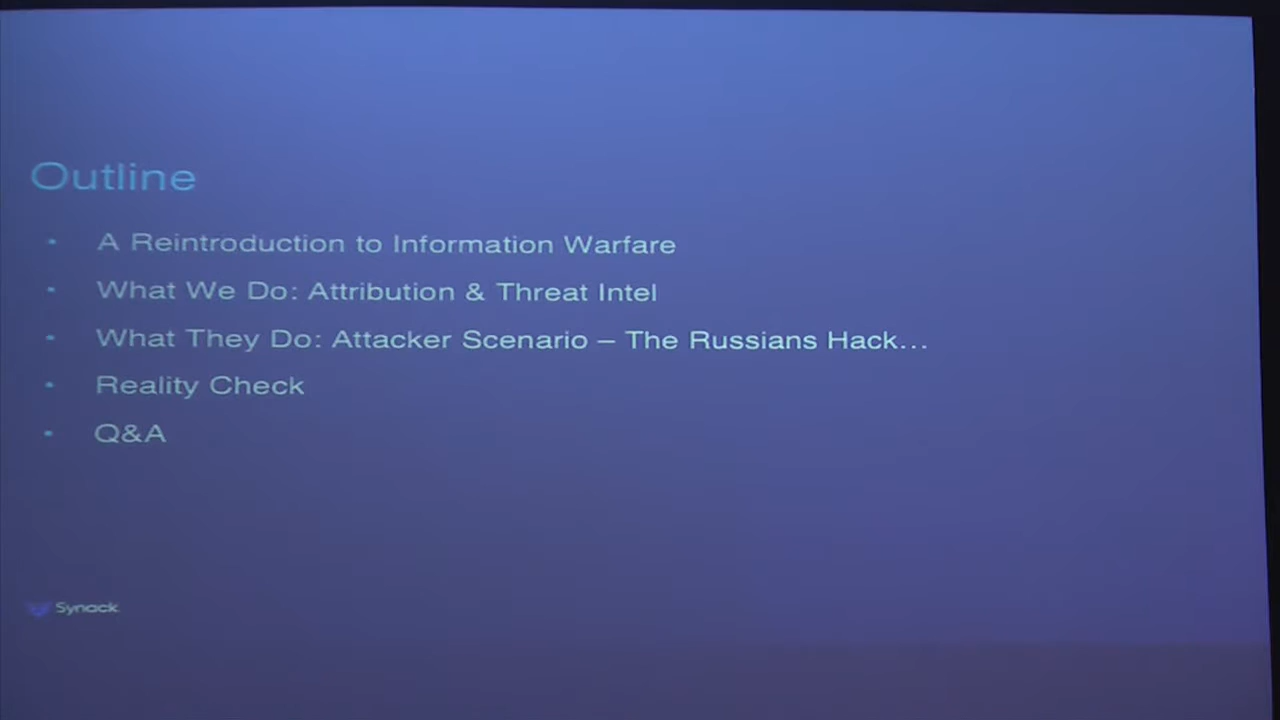 Outline
• A Reintroduction to Information Warfare
• What We Do: Attribution & Threat Intel
• What They Do: Attacker Scenario – The Russians Hack…
• Reality Check
• Q&A
Synack